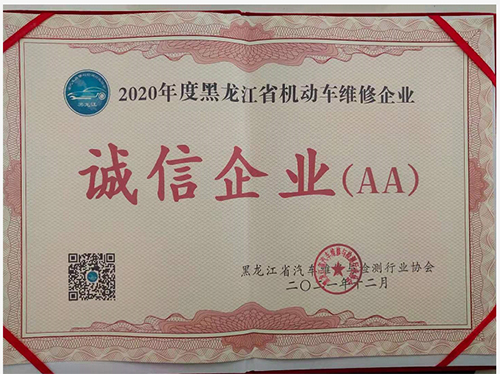 2020年度黑龙江省机动车维修企业
诚信企业(AA)
黑龙江省汽车维 检测行业协会
二〇二一年十二月